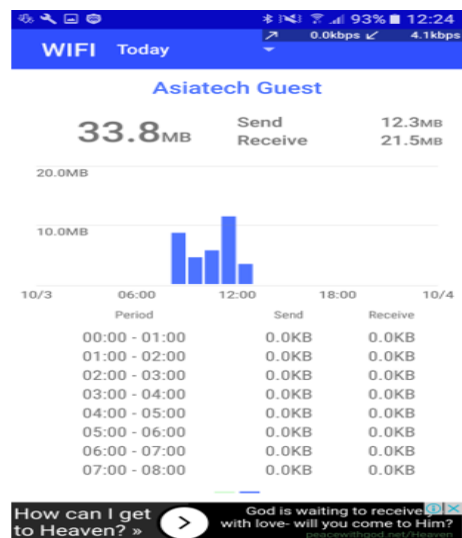 93% 12:24
0.0kbps 4.1kbps
WIFI Today
Asiatech Guest
33.8MB
Send 12.3MB
Receive 21.5MB
20.0MB
10.0MB
10/3 06:00 12:00 18:00 10/4
Period Send Receive
00:00 - 01:00 0.0KB 0.0KB
01:00 - 02:00 0.0KB 0.0KB
02:00 - 03:00 0.0KB 0.0KB
03:00 - 04:00 0.0KB 0.0KB
04:00 - 05:00 0.0KB 0.0KB
05:00 - 06:00 0.0KB 0.0KB
06:00 - 07:00 0.0KB 0.0KB
07:00 - 08:00 0.0KB 0.0KB
How can I get
to Heaven? »
God is waiting to receive
with love- will you come to Him?
peacewithgod.net/Heaven